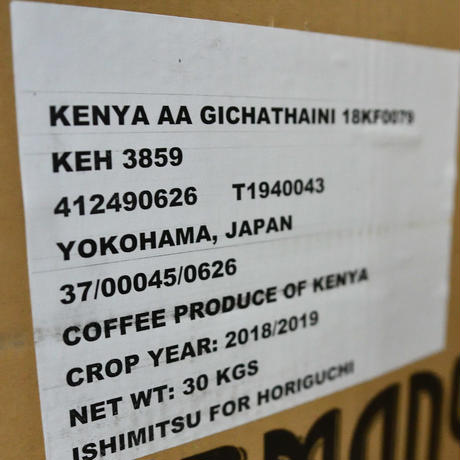 KENYA AA GICHATHAINI 18KF0079
KEH 3859
412490626 T1940043
YOKOHAMA, JAPAN
37/00045/0626
COFFEE PRODUCE OF KENYA
CROP YEAR: 2018/2019
NET WT: 30 KGS
ISHIMITSU FOR HORIGUCHI